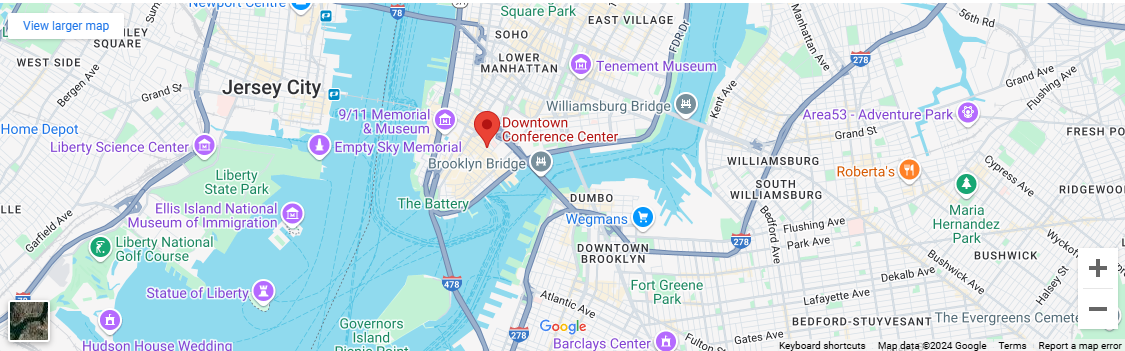 View larger map
Newport Centre
78
Square Park
EAST VILLAGE
SQUARE
WEST SIDE
Bergen Ave
Grand St
Jersey City
SOHO
LOWER
MANHATTAN
Tenement Museum
FDR Dr
Manhattan Ave
56th Rd
278
Grand Ave
Flushing Ave
Williamsburg Bridge
Kent Ave
Area53 - Adventure Park
Grand St
FRESH PO
9/11 Memorial
& Museum
Downtown
Conference Center
Home Depot
Liberty Science Center
Empty Sky Memorial
Brooklyn Bridge
WILLIAMSBURG
Roberta's
Cypress Ave
Liberty
State Park
SOUTH
WILLIAMSBURG
RIDGEWOOD
The Battery
DUMBO
Wegmans
Maria
Hernandez
Park
LLE
Garfield Ave
Ellis Island National
Museum of Immigration
Bedford Ave
Flushing Ave
Park Ave
278
Liberty National
Golf Course
DOWNTOWN
BROOKLYN
Wyckoff
BUSHWICK
Bushwick Ave
Halsey St
Dekalb Ave
478
Statue of Liberty
Fort Greene
Park
Lafayette Ave
Atlantic Ave
BEDFORD-STUYVESANT
The Evergreens Cemete
Governors
Island
Picnic Point
278
Google
Barclays Center
Fulton St
Gates Ave
Hudson House Wedding
Keyboard shortcuts
Map data ©2024 Google
Terms
Report a map error